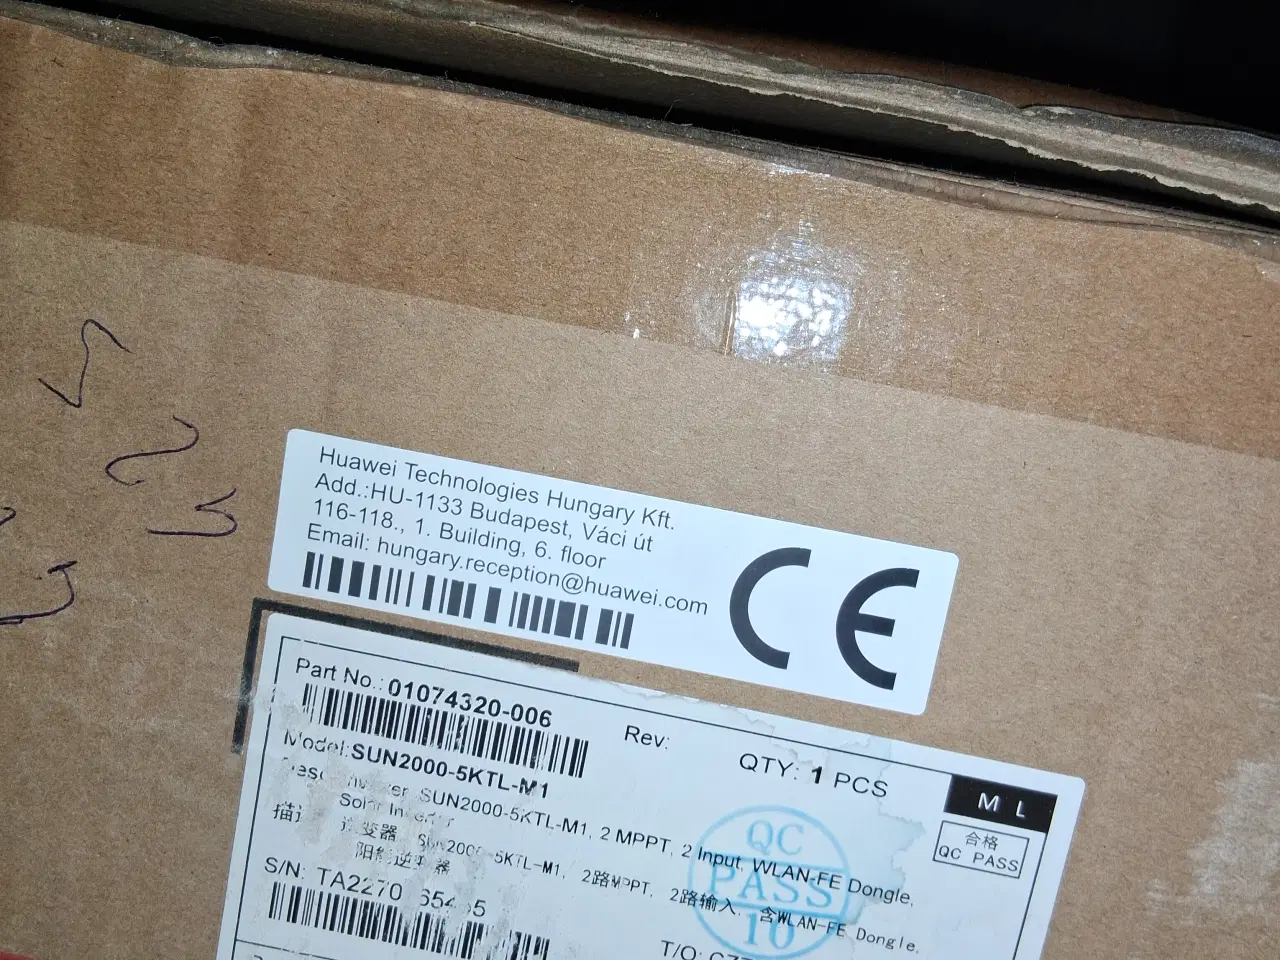 Huawei Technologies Hungary Kft.
Add.:HU-1133 Budapest, Váci út
116-118., 1. Building, 6. floor
Email: hungary.reception@huawei.com
CE
Part No.: 01074320-006
Rev:
QTY: 1 PCS
M L
Model:SUN2000-5KTL-M1
SUN2000-5KTL-M1, 2 MPPT, 2 Input, WLAN-FE Dongle,
Solar Inverter
合格
QC PASS
5KTL-M1, 2路MPPT, 2路输入, 含WLAN-FE Dongle,
QC
PASS
10
S/N: TA2270
T/O: